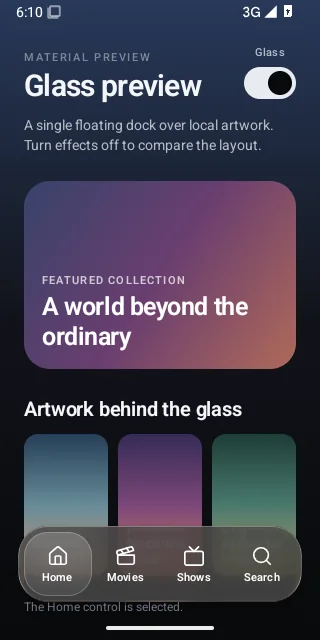 6:10
3G
MATERIAL PREVIEW
Glass
Glass preview
A single floating dock over local artwork.
Turn effects off to compare the layout.
FEATURED COLLECTION
A world beyond the
ordinary
Artwork behind the glass
Home
Movies
Shows
Search
The Home control is selected.